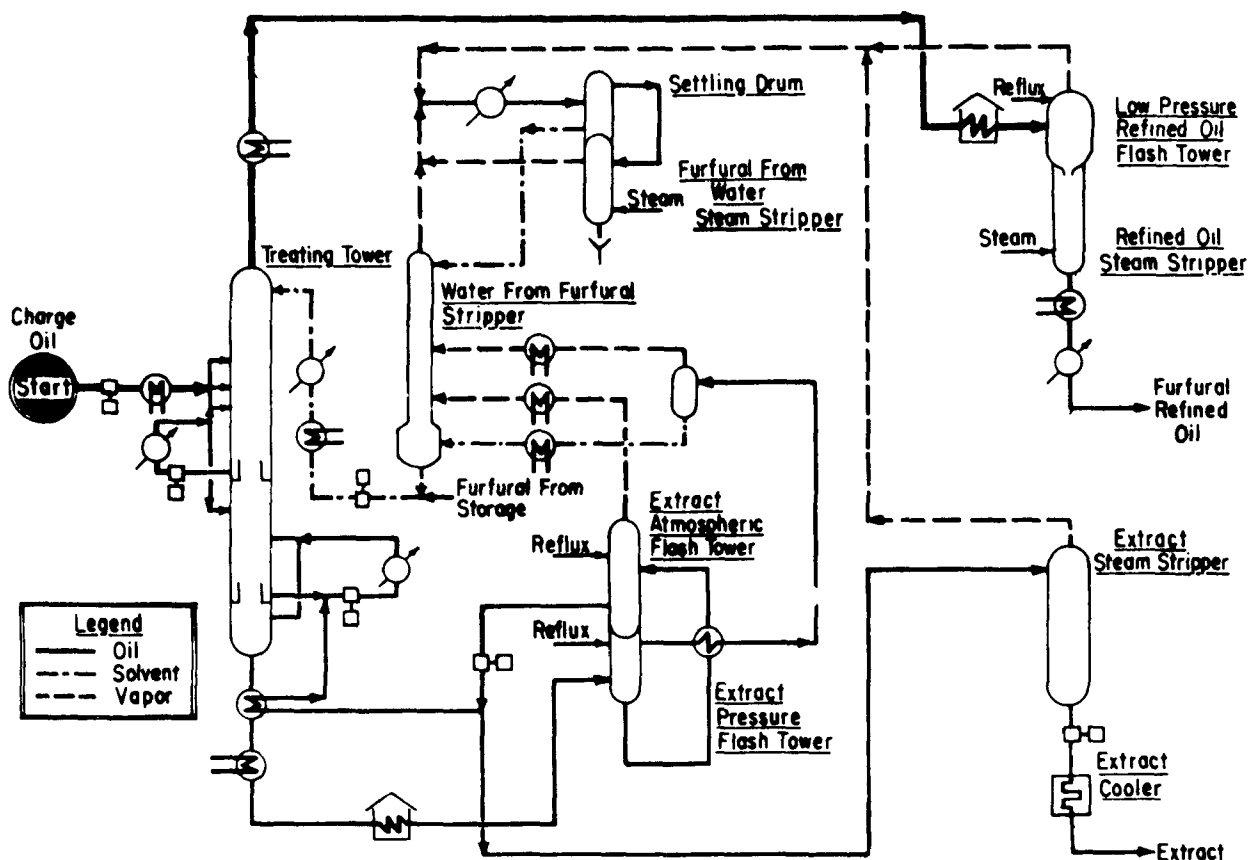 Reflux
Low Pressure
Refined Oil
Flash Tower
Settling Drum
Furfural From
Water
Steam Stripper
Steam
Steam
Refined Oil
Steam Stripper
Treating Tower
Water From Furfural
Stripper
Charge
Oil
Start
Furfural
Refined
Oil
Furfural From
Storage
Extract
Atmospheric
Flash Tower
Reflux
Extract
Steam Stripper
Legend
Oil
Solvent
Vapor
Reflux
Extract
Pressure
Flash Tower
Extract
Cooler
Extract